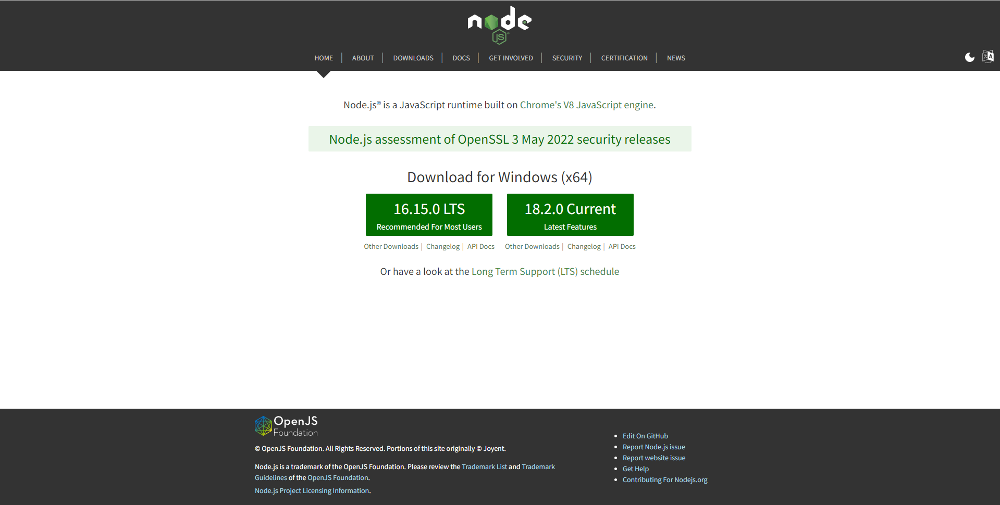 node
JS
HOME | ABOUT | DOWNLOADS | DOCS | GET INVOLVED | SECURITY | CERTIFICATION | NEWS
Node.js® is a JavaScript runtime built on Chrome's V8 JavaScript engine.
Node.js assessment of OpenSSL 3 May 2022 security releases
Download for Windows (x64)
16.15.0 LTS
Recommended For Most Users
18.2.0 Current
Latest Features
Other Downloads | Changelog | API Docs
Other Downloads | Changelog | API Docs
Or have a look at the Long Term Support (LTS) schedule
OpenJS
Foundation
© OpenJS Foundation. All Rights Reserved. Portions of this site originally © Joyent.
Node.js is a trademark of the OpenJS Foundation. Please review the Trademark List and Trademark
Guidelines of the OpenJS Foundation.
Node.js Project Licensing Information.
Edit On GitHub
Report Node.js issue
Report website issue
Get Help
Contributing For Nodejs.org